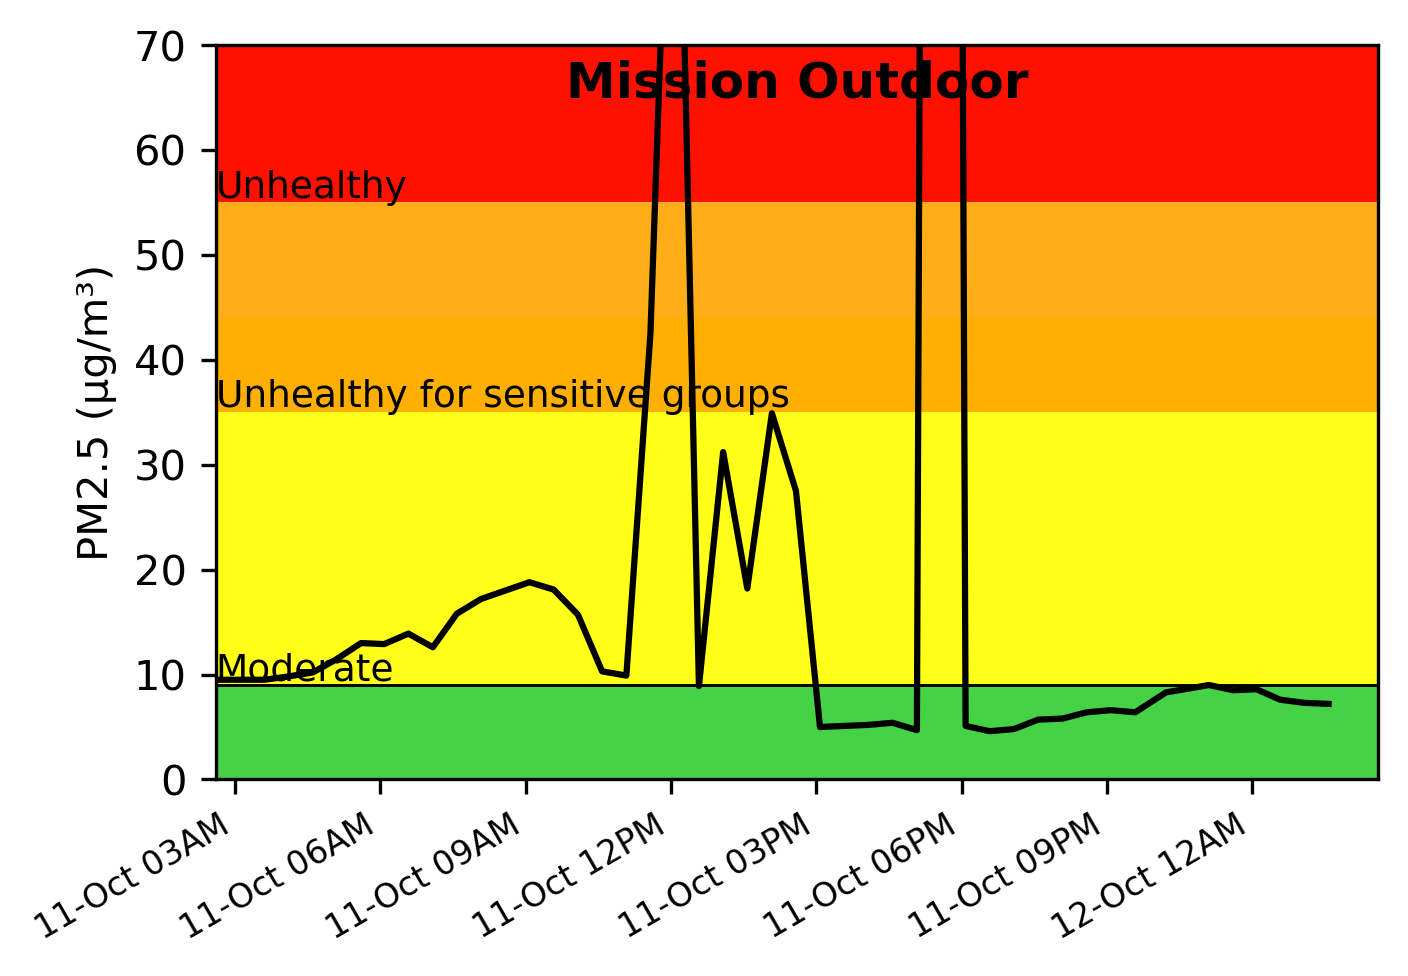 Mission Outdoor
PM2.5 (µg/m³)
70
60
50
40
30
20
10
0
Unhealthy
Unhealthy for sensitive groups
Moderate
11-Oct 03AM
11-Oct 06AM
11-Oct 09AM
11-Oct 12PM
11-Oct 03PM
11-Oct 06PM
11-Oct 09PM
12-Oct 12AM